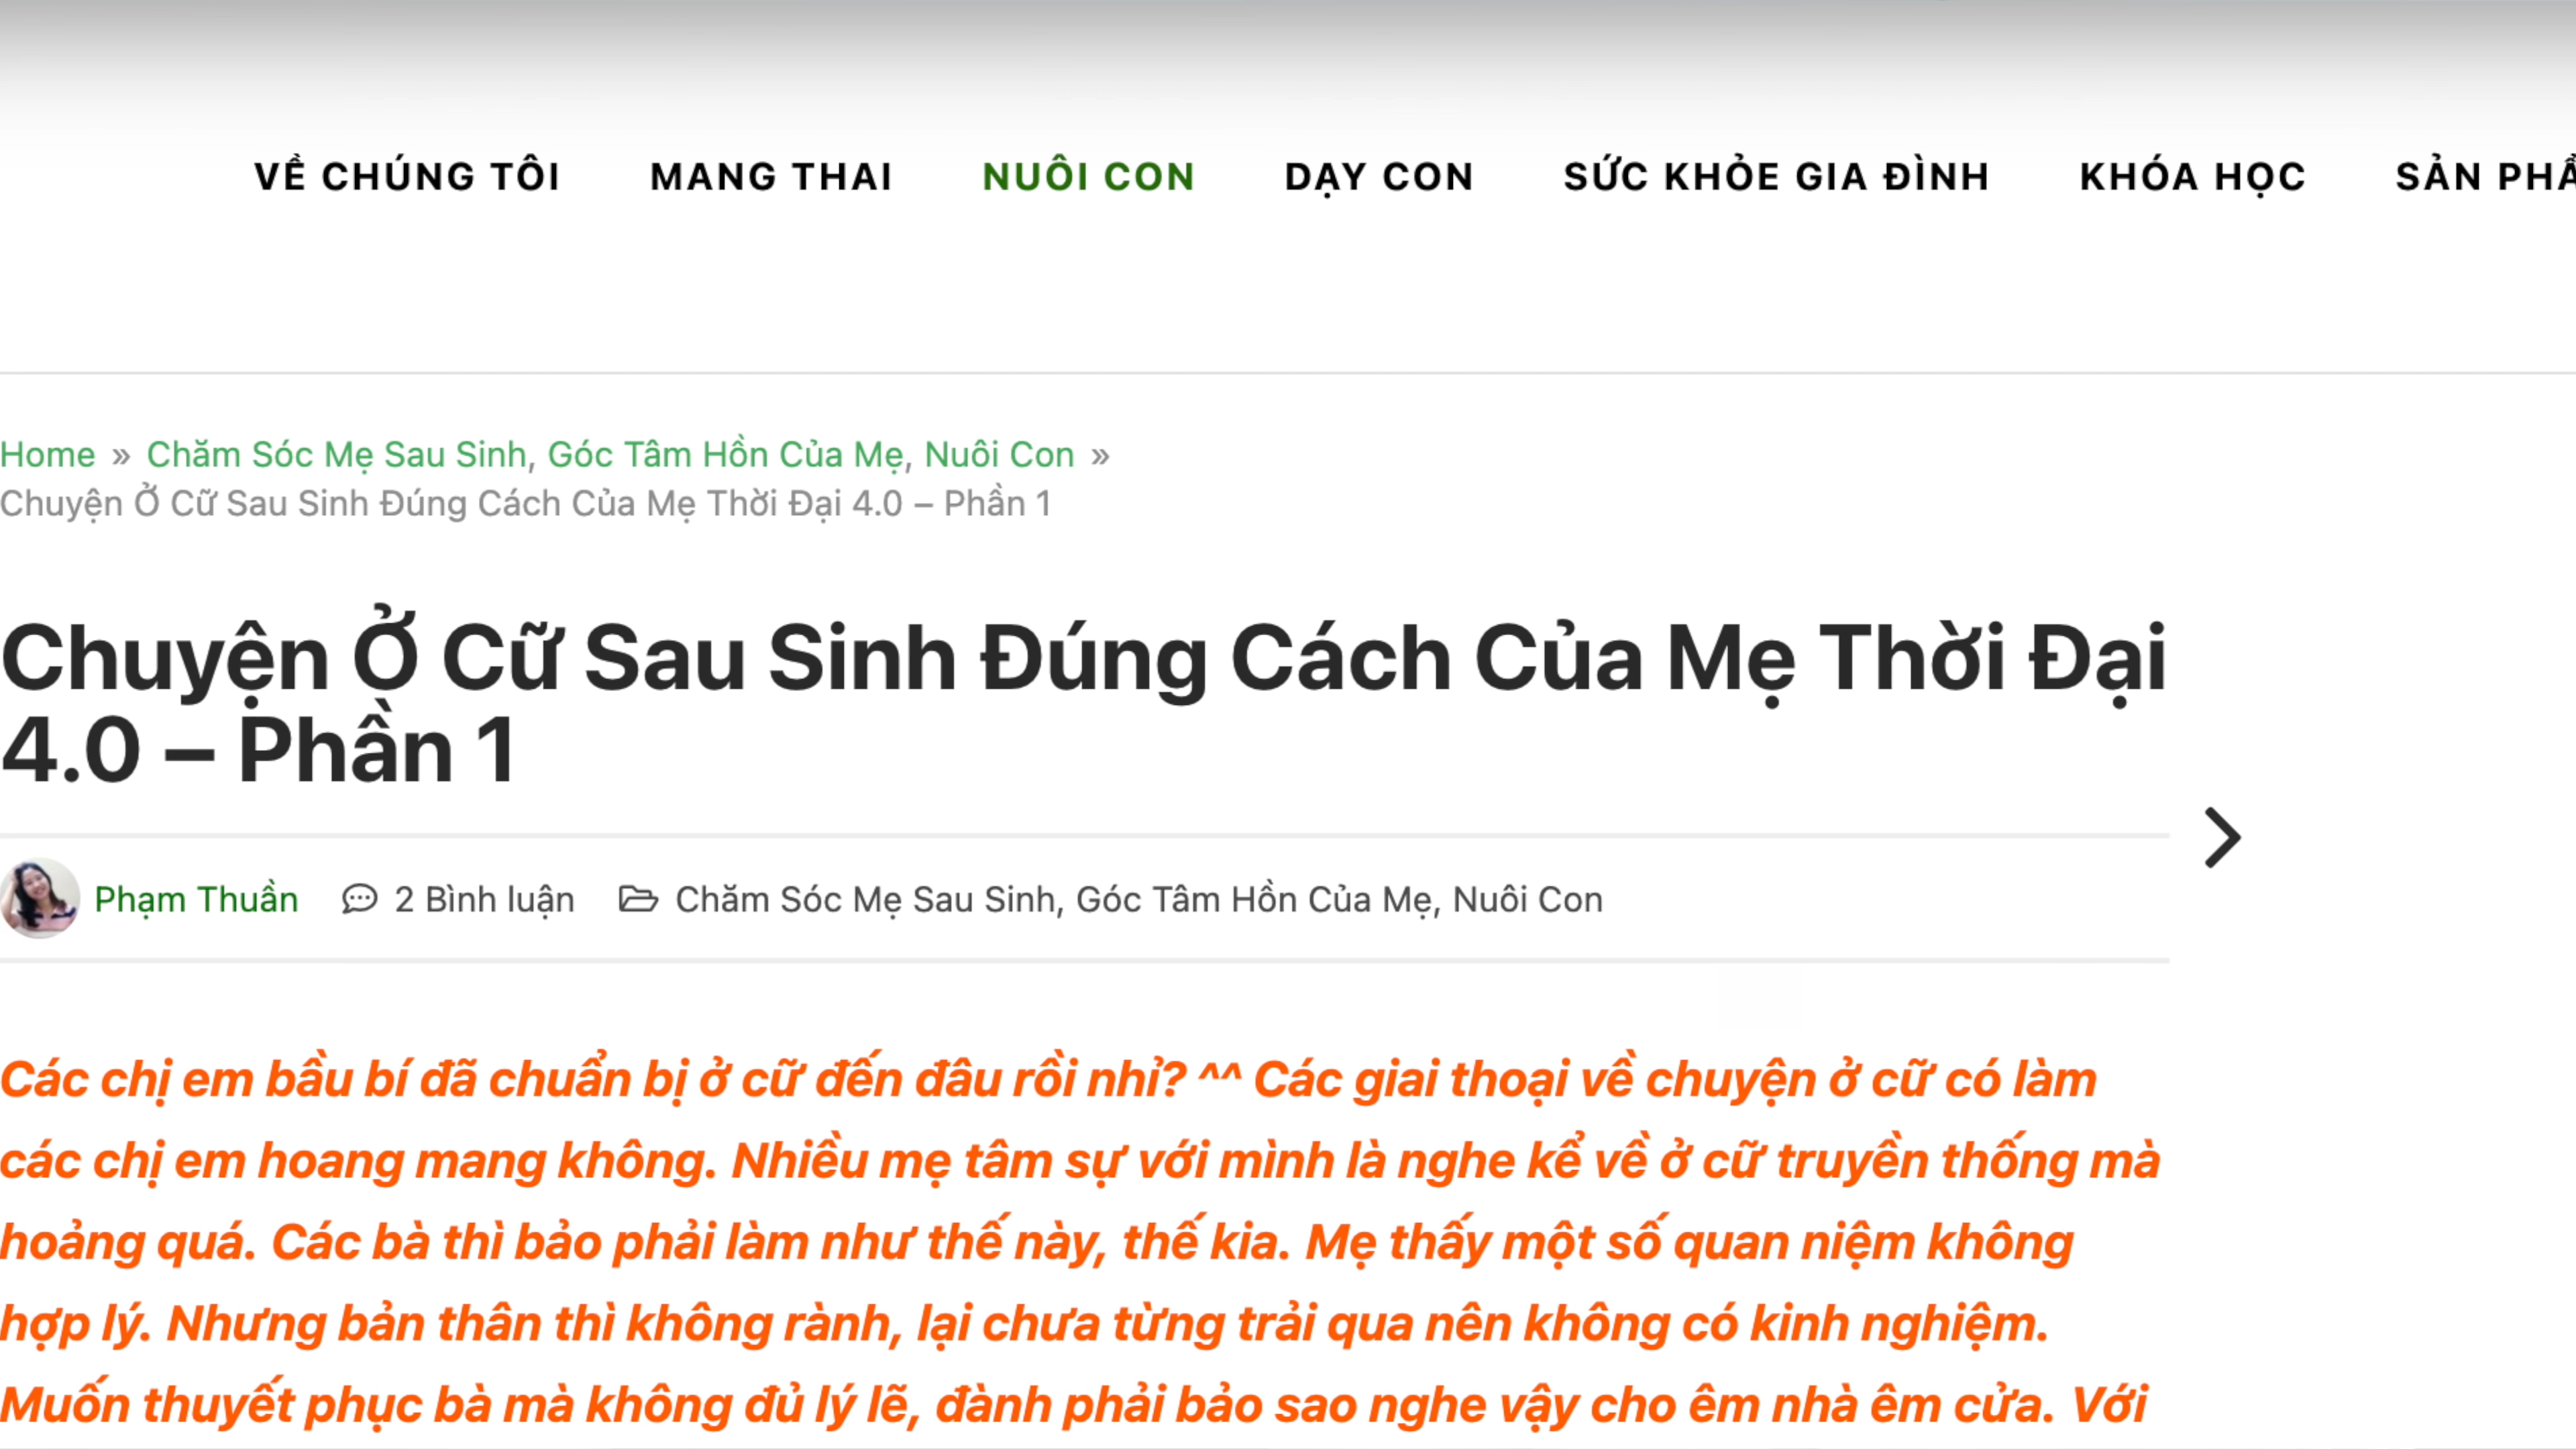 VỀ CHÚNG TÔI MANG THAI NUÔI CON DẠY CON SỨC KHỎE GIA ĐÌNH KHÓA HỌC SẢN
Home » Chăm Sóc Mẹ Sau Sinh, Góc Tâm Hồn Của Mẹ, Nuôi Con »
Chuyện Ở Cữ Sau Sinh Đúng Cách Của Mẹ Thời Đại 4.0 – Phần 1
Chuyện Ở Cữ Sau Sinh Đúng Cách Của Mẹ Thời Đại
4.0 – Phần 1
Phạm Thuần 2 Bình luận Chăm Sóc Mẹ Sau Sinh, Góc Tâm Hồn Của Mẹ, Nuôi Con
Các chị em bầu bí đã chuẩn bị ở cữ đến đâu rồi nhỉ? ^^ Các giai thoại về chuyện ở cữ có làm
các chị em hoang mang không. Nhiều mẹ tâm sự với mình là nghe kể về ở cữ truyền thống mà
hoảng quá. Các bà thì bảo phải làm như thế này, thế kia. Mẹ thấy một số quan niệm không
hợp lý. Nhưng bản thân thì không rành, lại chưa từng trải qua nên không có kinh nghiệm.
Muốn thuyết phục bà mà không đủ lý lẽ, đành phải bảo sao nghe vậy cho êm nhà êm cửa. Với